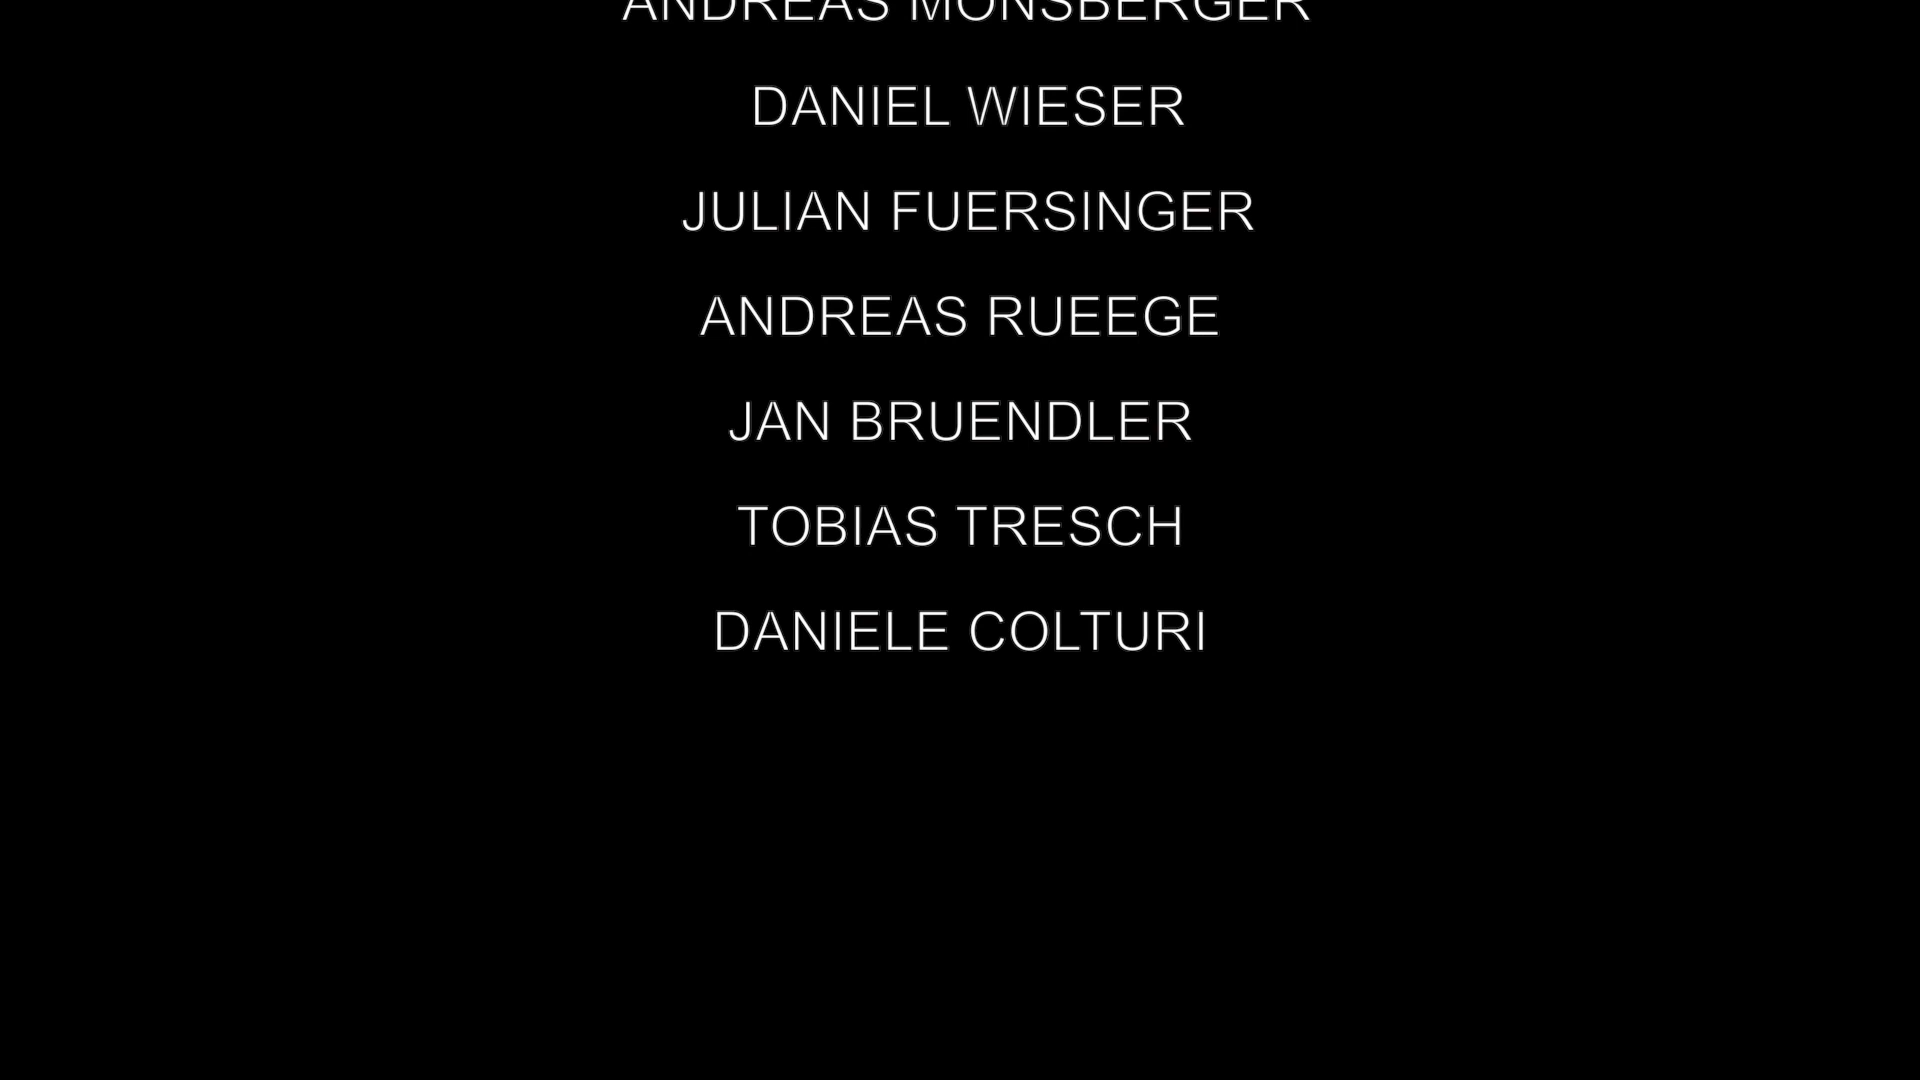 ANDREAS MONSBERGER
DANIEL WIESER
JULIAN FUERSINGER
ANDREAS RUEEGE
JAN BRUENDLER
TOBIAS TRESCH
DANIELE COLTURI